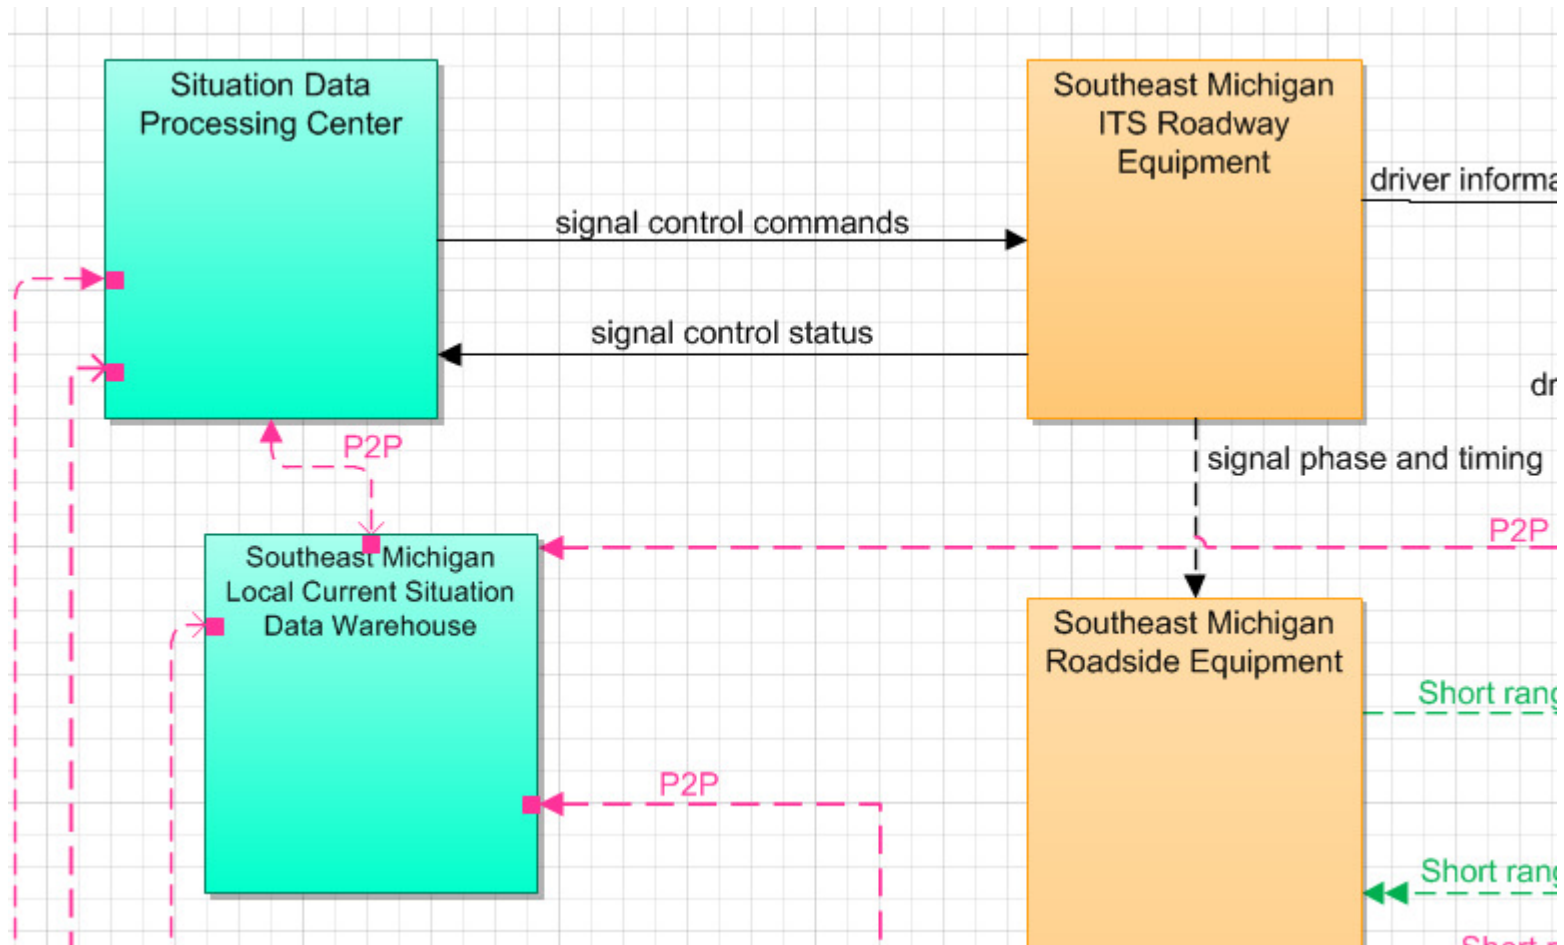 Situation Data
Processing Center
Southeast Michigan
ITS Roadway
Equipment
driver informa
signal control commands
signal control status
dr
P2P
signal phase and timing
P2P
Southeast Michigan
Local Current Situation
Data Warehouse
Southeast Michigan
Roadside Equipment
Short rang
P2P
Short rang